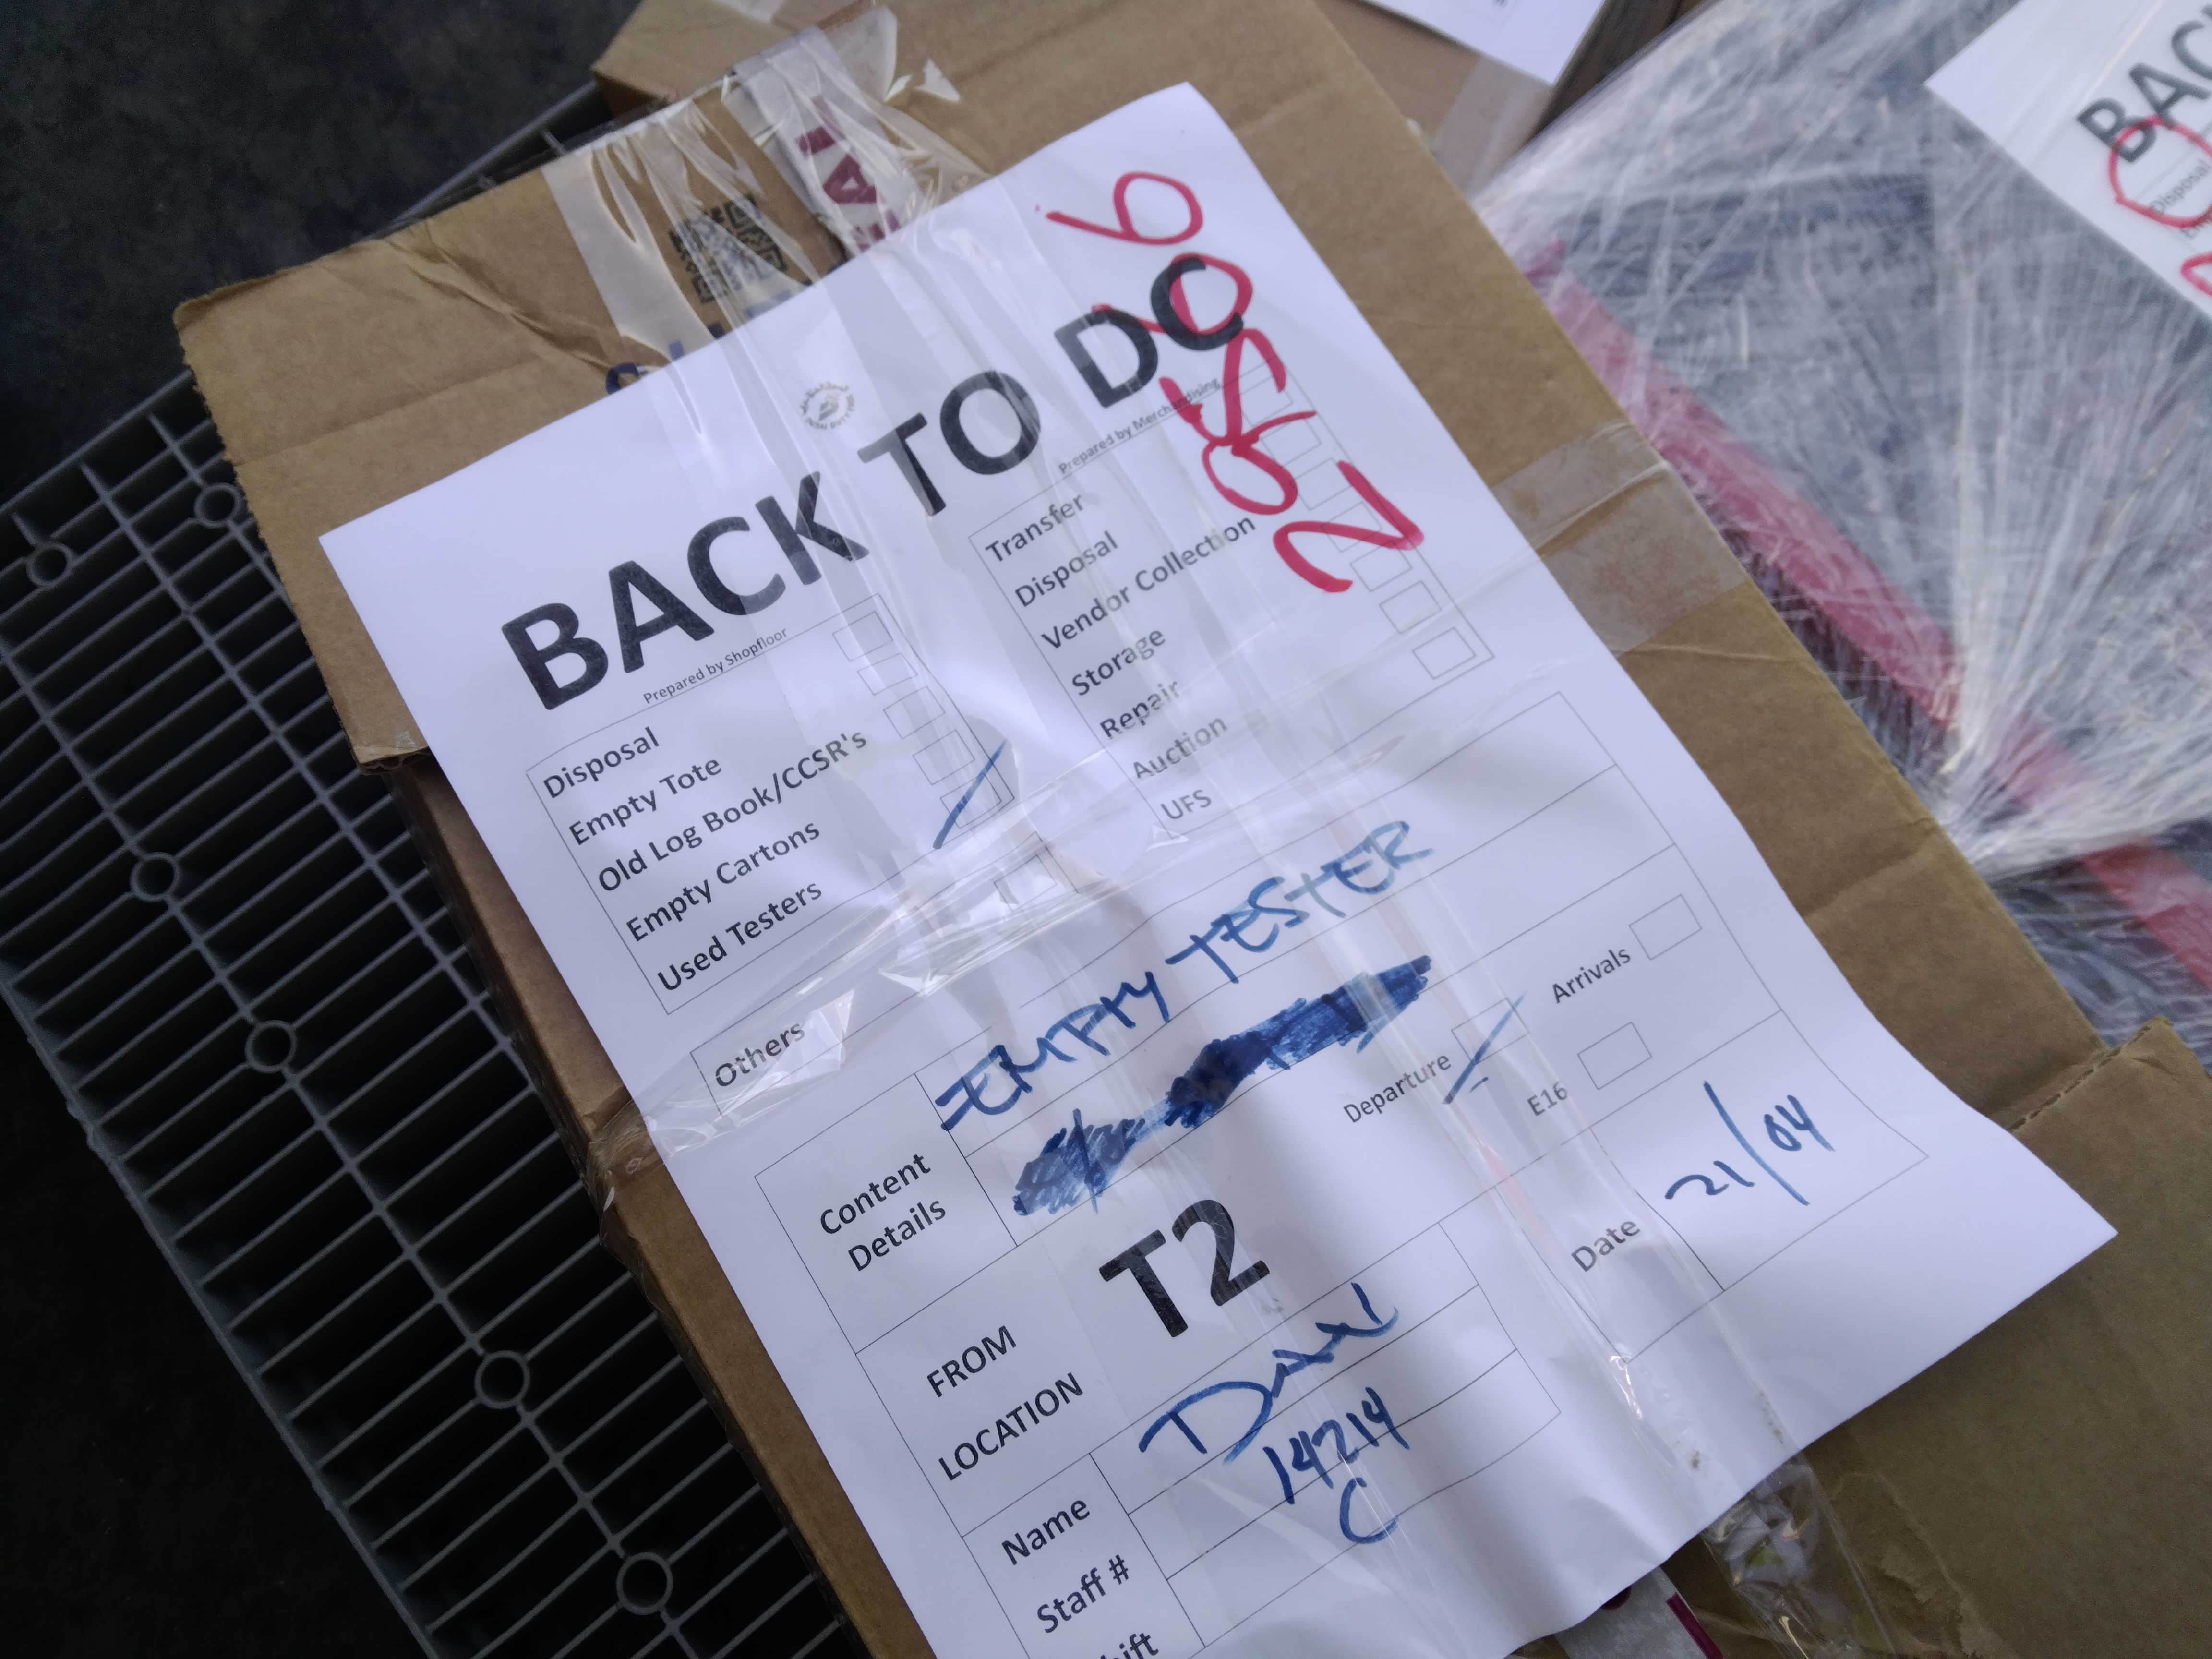 BACK TO DC
Prepared by Shopfloor
Prepared by Merchandising
Disposal
Empty Tote
Old Log Book/CCSR's
Empty Cartons
Used Testers
Transfer
Disposal
Vendor Collection
Storage
Repair
Auction
UFS
Others
Content Details
EMPTY TESTER
FROM LOCATION
T2
Departure
Arrivals
E16
Name
Staff # 14214
C
Date 21/04
BAC
Disposal